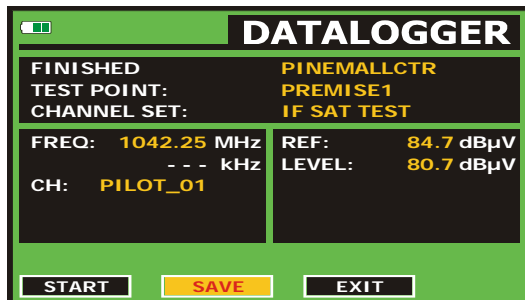 DATALOGGER
FINISHED PINEMALLCTR
TEST POINT: PREMISE1
CHANNEL SET: IF SAT TEST
FREQ: 1042.25 MHz
- - - kHz
CH: PILOT_01
REF: 84.7 dBµV
LEVEL: 80.7 dBµV
START SAVE EXIT